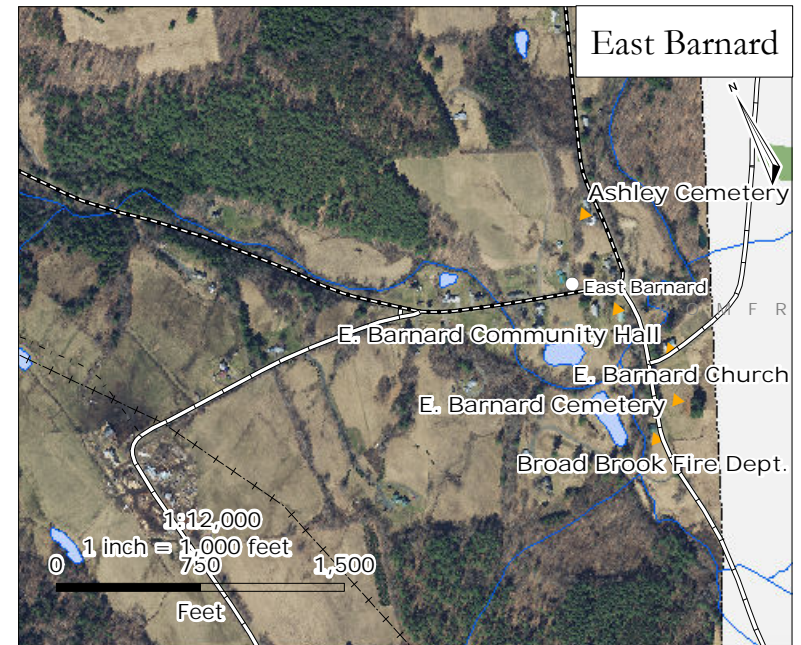 East Barnard
N
Ashley Cemetery
East Barnard
O M F R
E. Barnard Community Hall
E. Barnard Church
E. Barnard Cemetery
Broad Brook Fire Dept.
1:12,000
1 inch = 1,000 feet
0 750 1,500
Feet